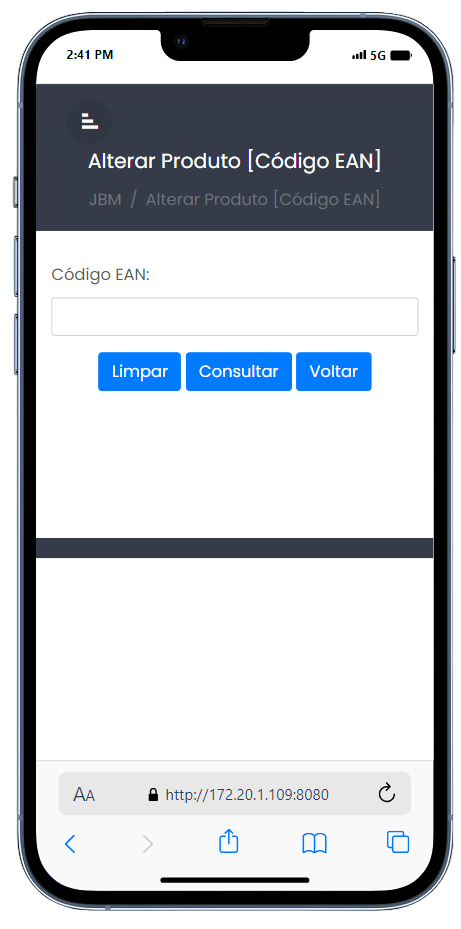 2:41 PM 5G
Alterar Produto [Código EAN]
JBM / Alterar Produto [Código EAN]
Código EAN:
Limpar Consultar Voltar
AA http://172.20.1.109:8080